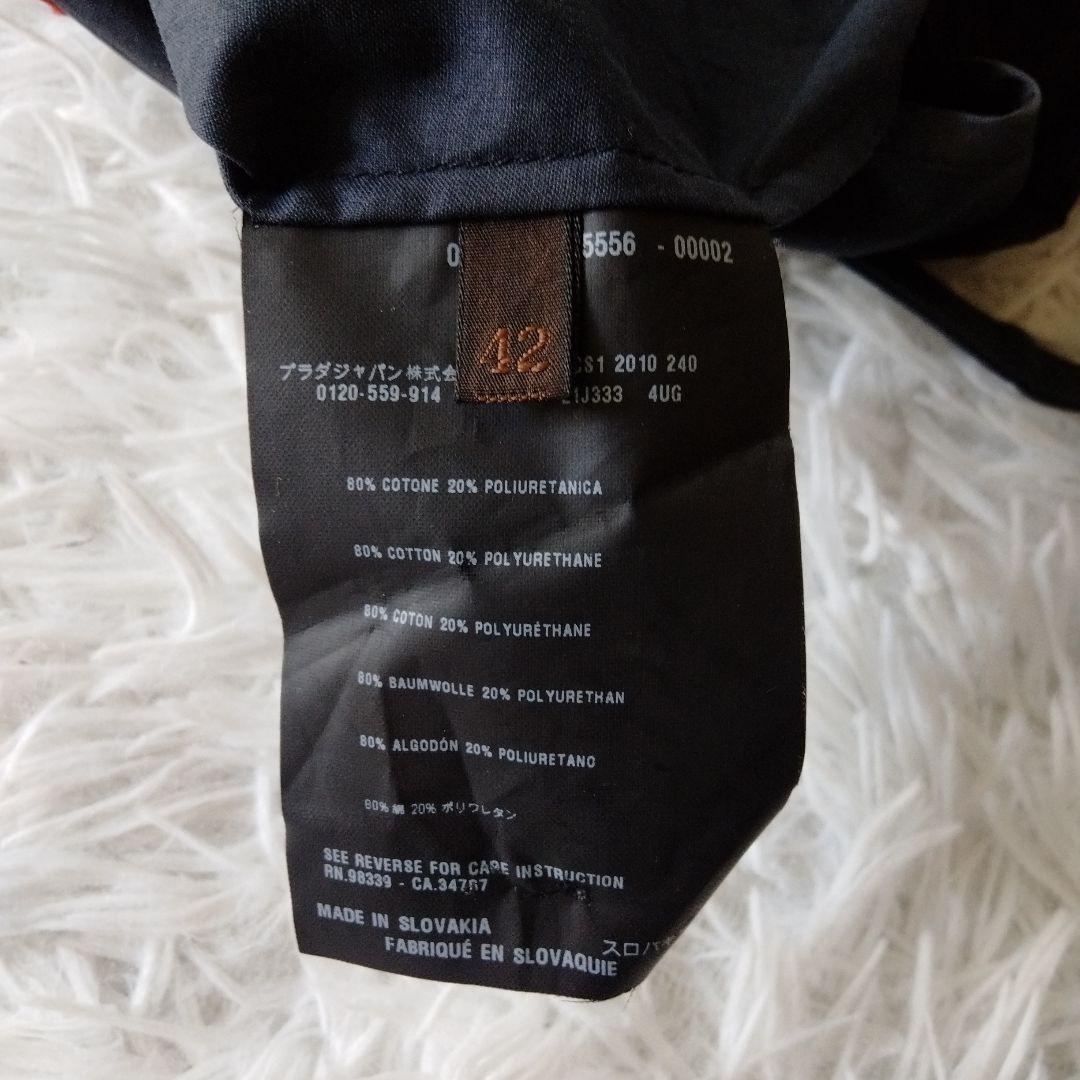 5556 - 00002
42
プラダジャパン株式会 CS1 2010 240
0120-559-914 21J333 4UG
80% COTONE 20% POLIURETANICA
80% COTTON 20% POLYURETHANE
80% COTON 20% POLYURÉTHANE
80% BAUMWOLLE 20% POLYURETHAN
80% ALGODÓN 20% POLIURETANO
80% 綿 20% ポリウレタン
SEE REVERSE FOR CARE INSTRUCTION
RN.98339 - CA.34767
MADE IN SLOVAKIA
FABRIQUÉ EN SLOVAQUIE
スロバ